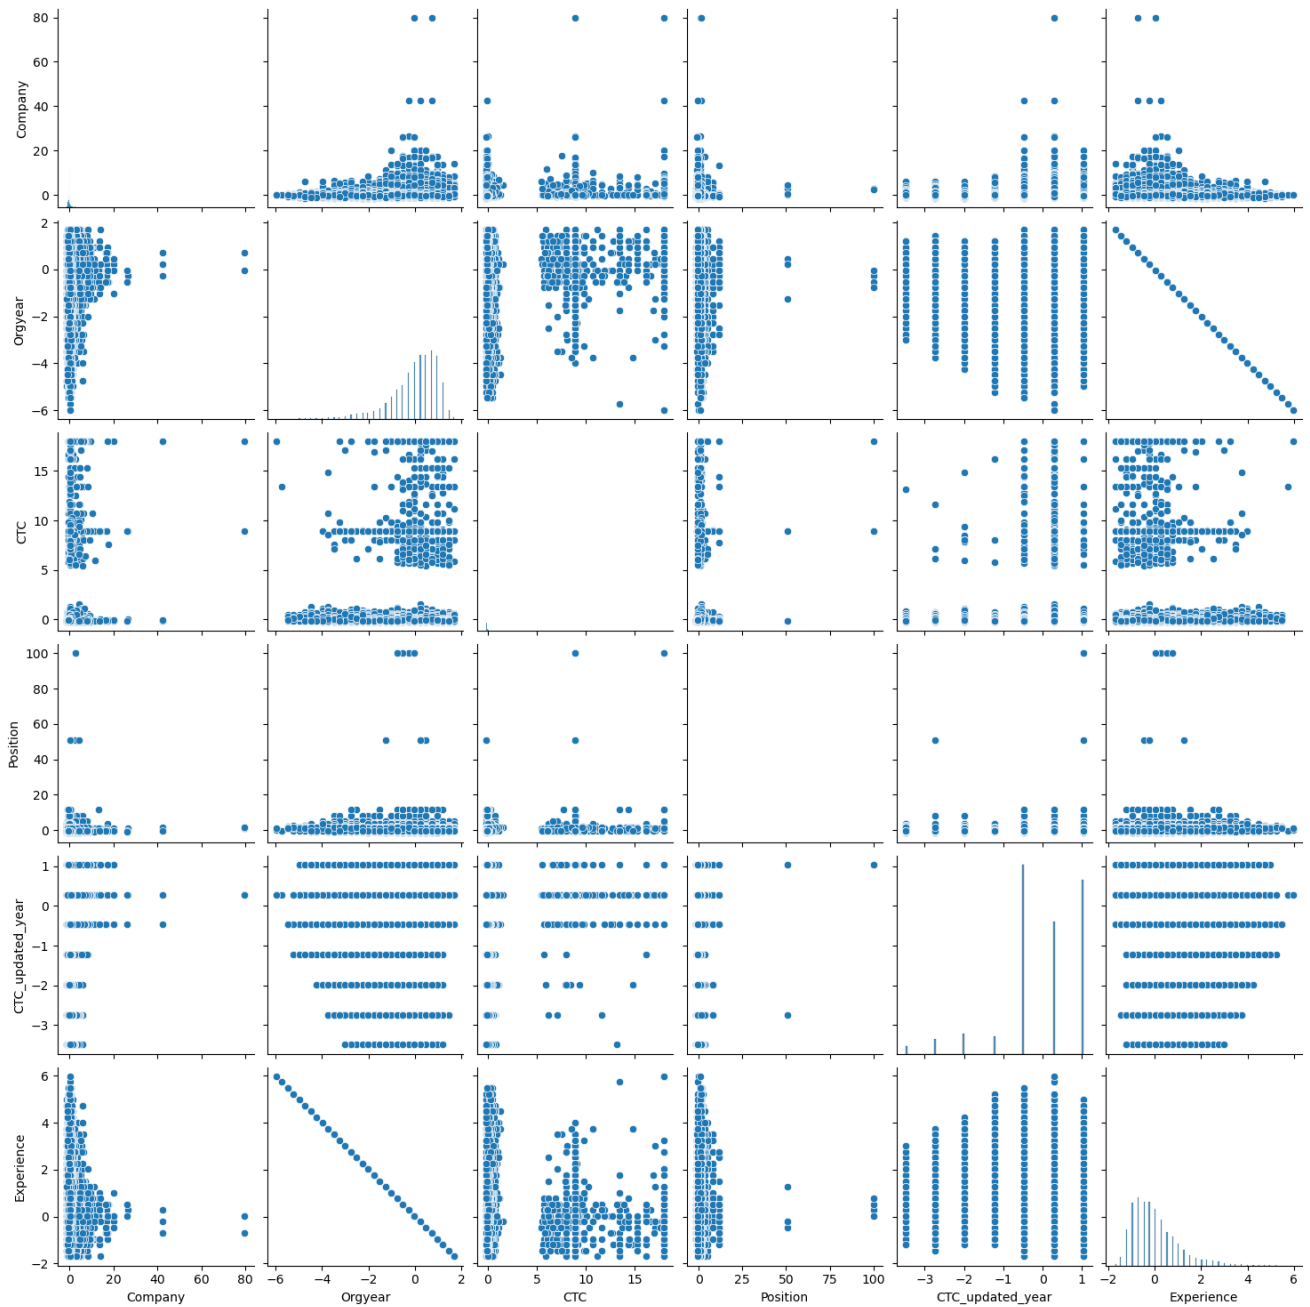 80
60
40
20
0
Company
2
0
−2
−4
−6
Orgyear
15
10
5
0
CTC
100
80
60
40
20
0
Position
1
0
−1
−2
−3
CTC_updated_year
6
4
2
0
−2
Experience
0 20 40 60 80
Company
−6 −4 −2 0 2
Orgyear
0 5 10 15
CTC
0 25 50 75 100
Position
−3 −2 −1 0 1
CTC_updated_year
−2 0 2 4 6
Experience